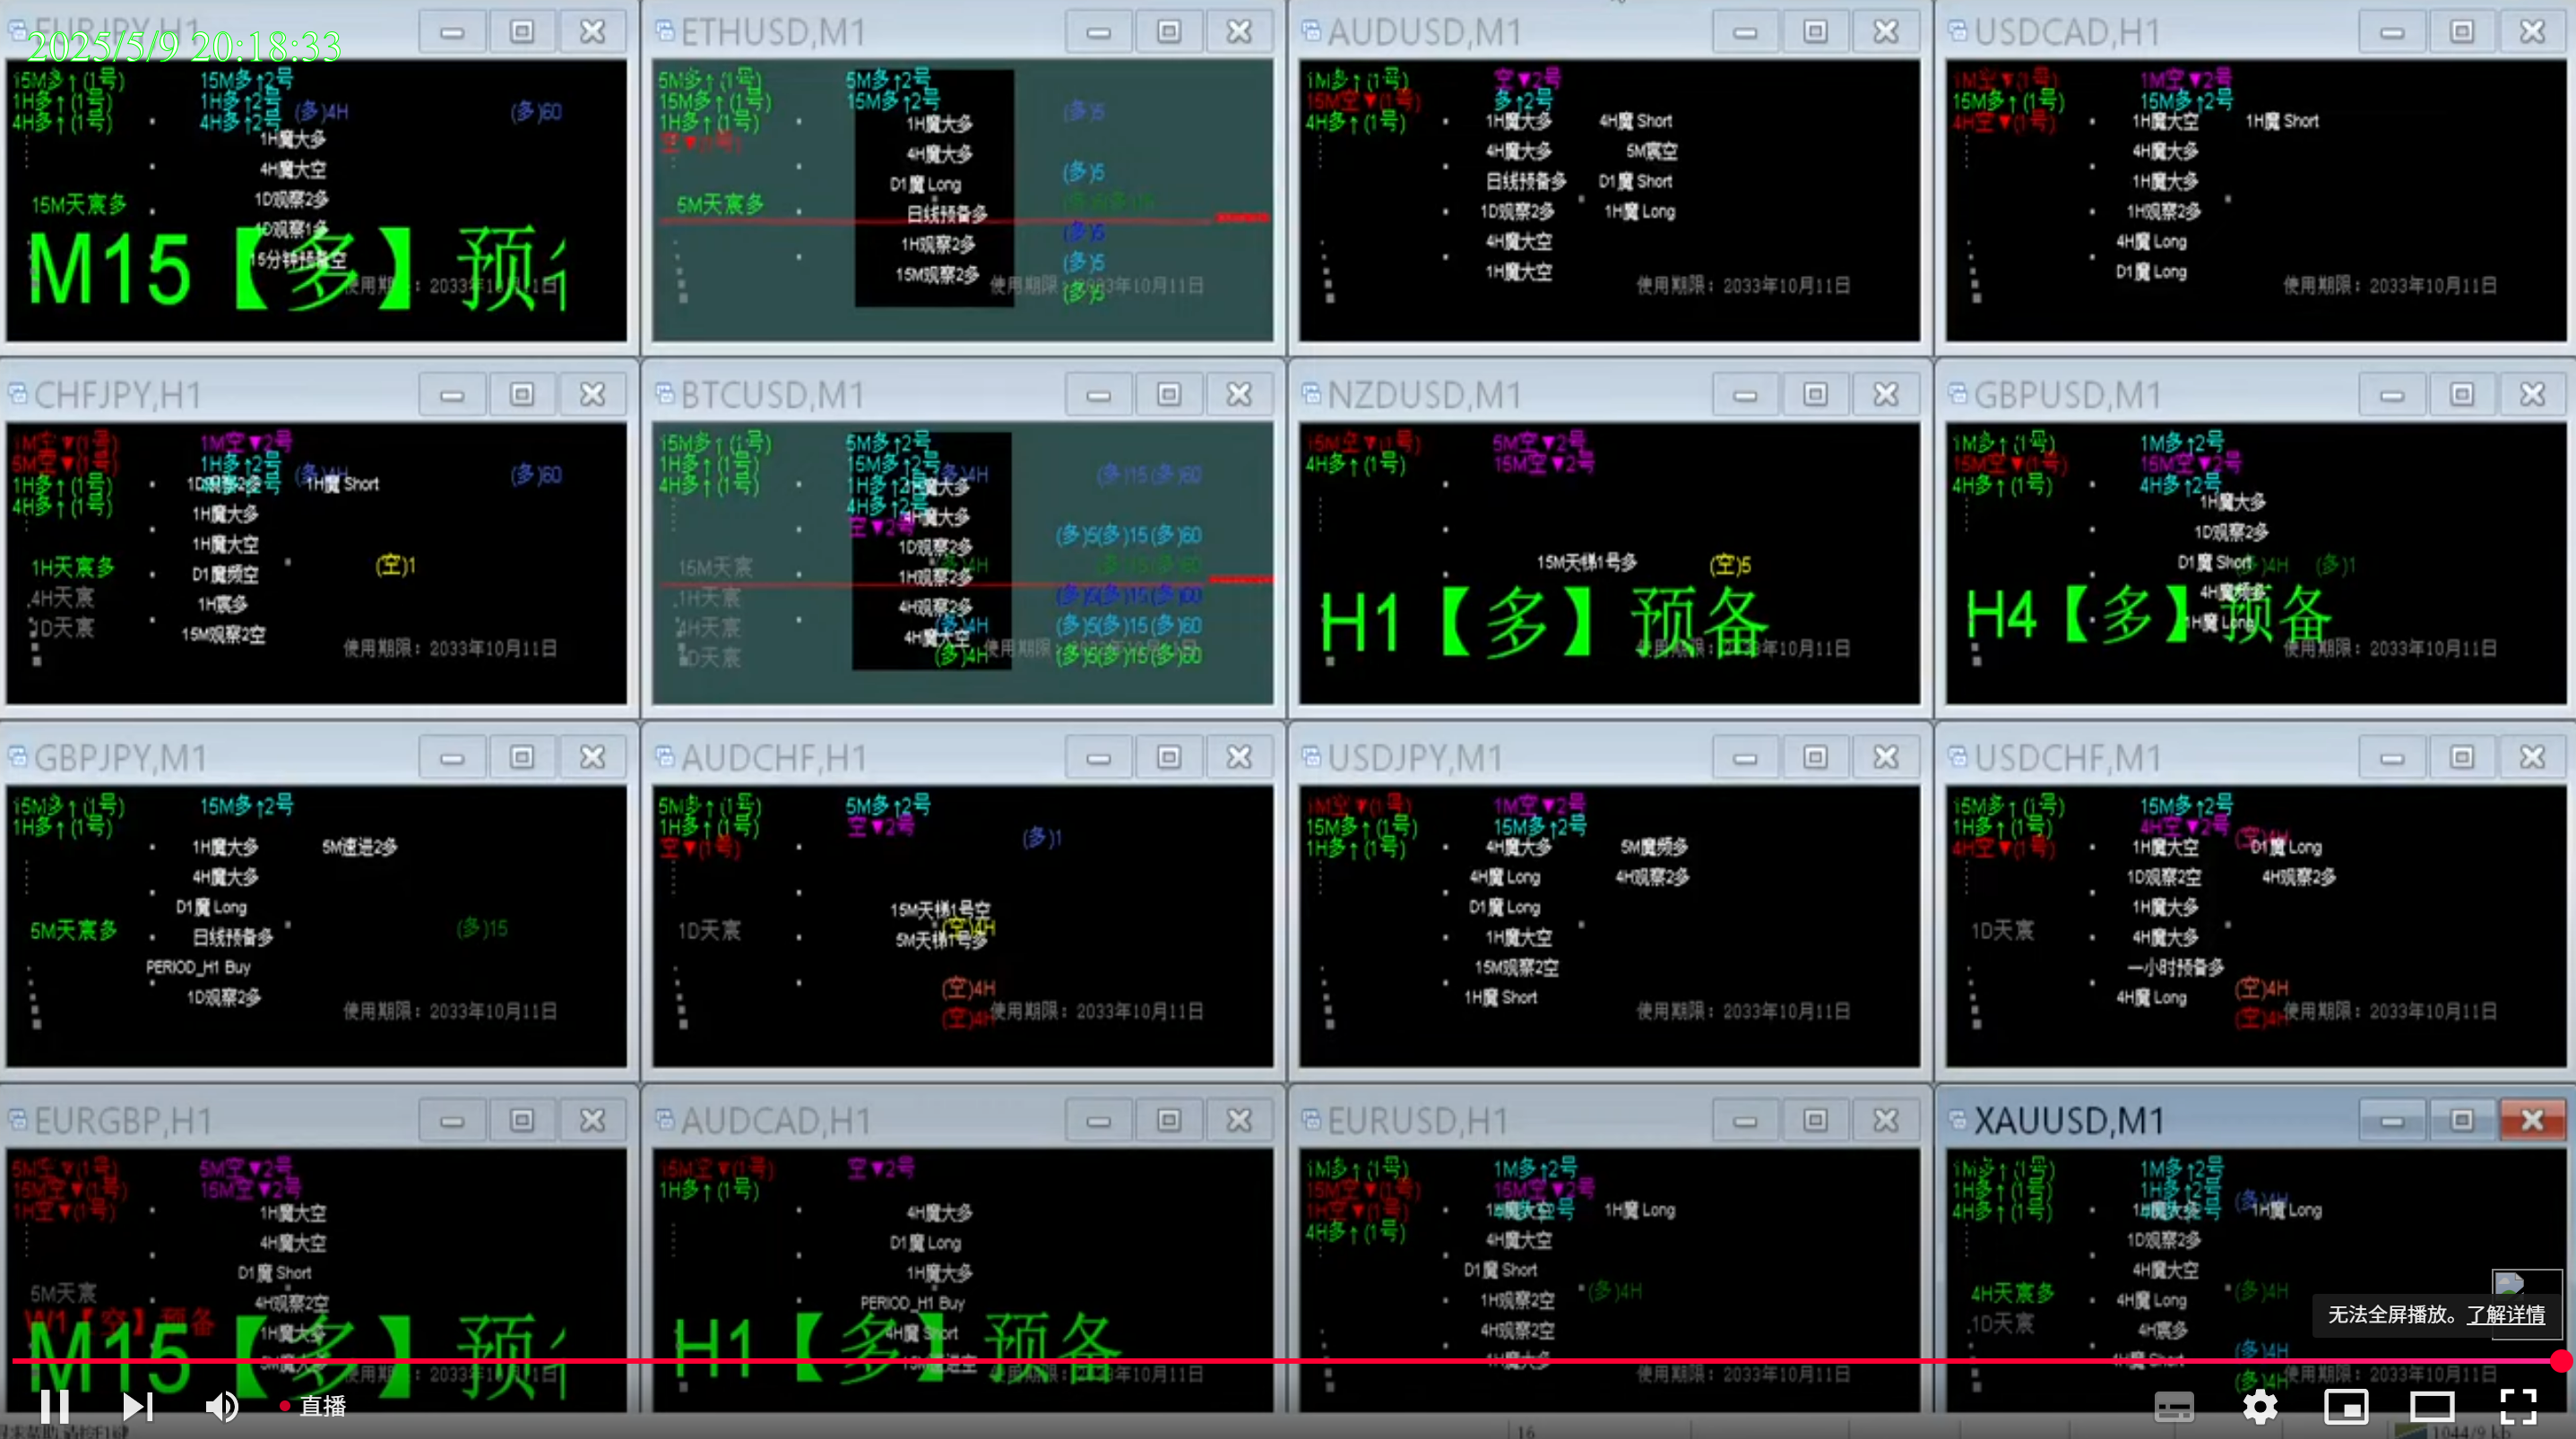 EURJPY,H1
2025/5/9 20:18:33
15M多↑(1号) 15M多↑2号
1H多↑(1号) 1H多↑2号 (多)4H (多)60
4H多↑(1号) 4H多↑2号
1H魔大多
4H魔大空
1D观察2多
15M天宸多
1D观察1多
15分钟预备空
M15【多】预
使用期限：2033年10月11日
ETHUSD,M1
5M多↑(1号) 5M多↑2号
15M多↑(1号) 15M多↑2号
1H多↑(1号) (多)5
空▼(1号)
1H魔大多
4H魔大多
D1魔 Long (多)5
5M天宸多
日线预备多
1H观察2多 (多)5
15M观察2多 (多)5
使用期限：2033年10月11日
(多)5
AUDUSD,M1
1M多↑(1号) 空▼2号
15M空▼(1号) 多↑2号
4H多↑(1号) 1H魔大多 4H魔 Short
4H魔大多 5M宸空
日线预备多 D1魔 Short
1D观察2多 1H魔 Long
4H魔大空
1H魔大空
使用期限：2033年10月11日
USDCAD,H1
1M空▼(1号) 1M空▼2号
15M多↑(1号) 15M多↑2号
4H空▼(1号) 1H魔大空 1H魔 Short
4H魔大多
1H魔大多
1H观察2多
4H魔 Long
D1魔 Long
使用期限：2033年10月11日
CHFJPY,H1
1M空▼(1号) 1M空▼2号
5M空▼(1号) 1H多↑2号 (多)4H (多)60
1H多↑(1号) 1D观察2多 1H魔 Short
4H多↑(1号) 1H魔大多
1H魔大空
1H天宸多 D1魔频空 (空)1
4H天宸 1H宸多
1D天宸 15M观察2空
使用期限：2033年10月11日
BTCUSD,M1
15M多↑(1号) 5M多↑2号
1H多↑(1号) 15M多↑2号 (多)4H (多)15(多)60
4H多↑(1号) 1H多↑2号
4H多↑2号
空▼2号
1D观察2多 (多)5(多)15(多)60
15M天宸
1H观察2多
1H天宸 4H观察2多 (多)5(多)15(多)60
4H天宸 4H魔大空 (多)5(多)15(多)60
1D天宸 (多)4H (多)5(多)15(多)60
NZDUSD,M1
15M空▼(1号) 5M空▼2号
4H多↑(1号) 15M空▼2号
15M天梯1号多 (空)5
H1【多】预备
使用期限：2033年10月11日
GBPUSD,M1
1M多↑(1号) 1M多↑2号
15M空▼(1号) 15M空▼2号
4H多↑(1号) 4H多↑2号
1H魔大多
1D观察2多
D1魔 Short (多)4H (多)1
4H魔频多
1H魔 Long
H4【多】预备
使用期限：2033年10月11日
GBPJPY,M1
15M多↑(1号) 15M多↑2号
1H多↑(1号)
1H魔大多 5M速进2多
4H魔大多
D1魔 Long
5M天宸多 日线预备多 (多)15
PERIOD_H1 Buy
1D观察2多
使用期限：2033年10月11日
AUDCHF,H1
5M多↑(1号) 5M多↑2号
1H多↑(1号) 空▼2号
空▼(1号) (多)1
15M天梯1号空
1D天宸 (空)4H
5M天梯1号多
(空)4H
(空)4H 使用期限：2033年10月11日
USDJPY,M1
1M空▼(1号) 1M空▼2号
15M多↑(1号) 15M多↑2号
1H多↑(1号) 4H魔大多 5M魔频多
4H魔 Long 4H观察2多
D1魔 Long
1H魔大空
15M观察2空
1H魔 Short
使用期限：2033年10月11日
USDCHF,M1
15M多↑(1号) 15M多↑2号
1H多↑(1号) 4H空▼2号 (空)4H
4H空▼(1号) 1H魔大空 D1魔 Long
1D观察2空 4H观察2多
1H魔大多
1D天宸 4H魔大多
一小时预备多
4H魔 Long (空)4H
(空)4H 使用期限：2033年10月11日
EURGBP,H1
5M空▼(1号) 5M空▼2号
15M空▼(1号) 15M空▼2号
1H空▼(1号) 1H魔大空
4H魔大空
D1魔 Short
5M天宸 4H观察2空
W1【空】预备
1H魔大多
M15【多】预
使用期限：2033年10月11日
AUDCAD,H1
15M空▼(1号) 空▼2号
1H多↑(1号)
4H魔大多
D1魔 Long
1H魔大多
PERIOD_H1 Buy
4H魔 Short
H1【多】预备
使用期限：2033年10月11日
EURUSD,H1
1M多↑(1号) 1M多↑2号
15M空▼(1号) 15M空▼2号
1H空▼(1号) 1H魔 Long
4H多↑(1号) 4H魔大空
D1魔 Short
1H观察2空 (多)4H
4H观察2空
1H魔大多
使用期限：2033年10月11日
XAUUSD,M1
1M多↑(1号) 1M多↑2号
1H多↑(1号) 1H多↑2号 (多)4H
4H多↑(1号) 1H魔 Long
1D观察2多
4H魔大空
4H天宸多 4H魔 Long (多)4H
1D天宸 4H宸多
(多)4H
(多)4H 使用期限：2033年10月11日
无法全屏播放。了解详情
直播
16